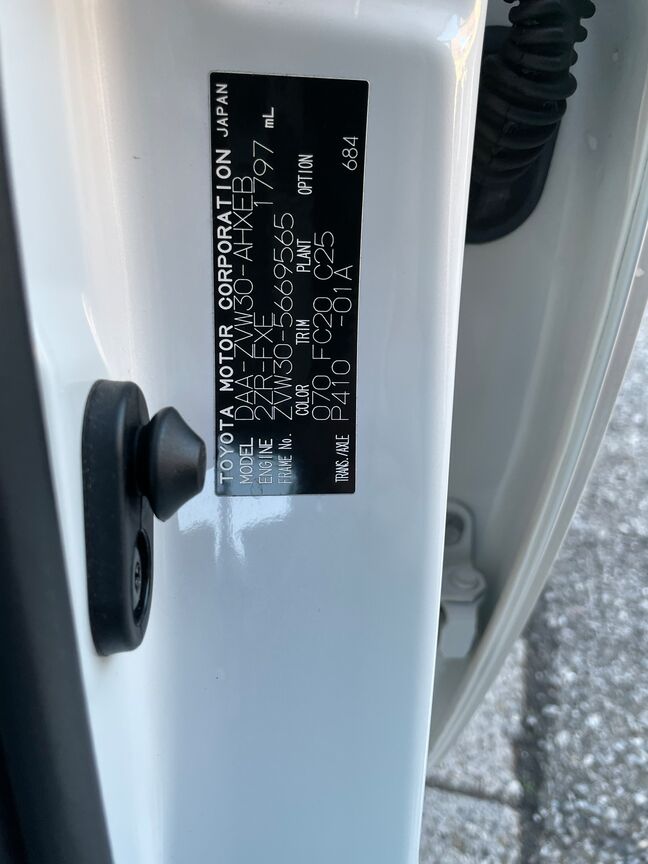 TOYOTA MOTOR CORPORATION JAPAN
MODEL DAA-ZVW30-AHXEB
ENGINE 2ZR-FXE 1797 mL
FRAME No. ZVW30-5669565
COLOR TRIM PLANT OPTION
070 FC20 C25 684
TRANS./AXLE P410 -01A